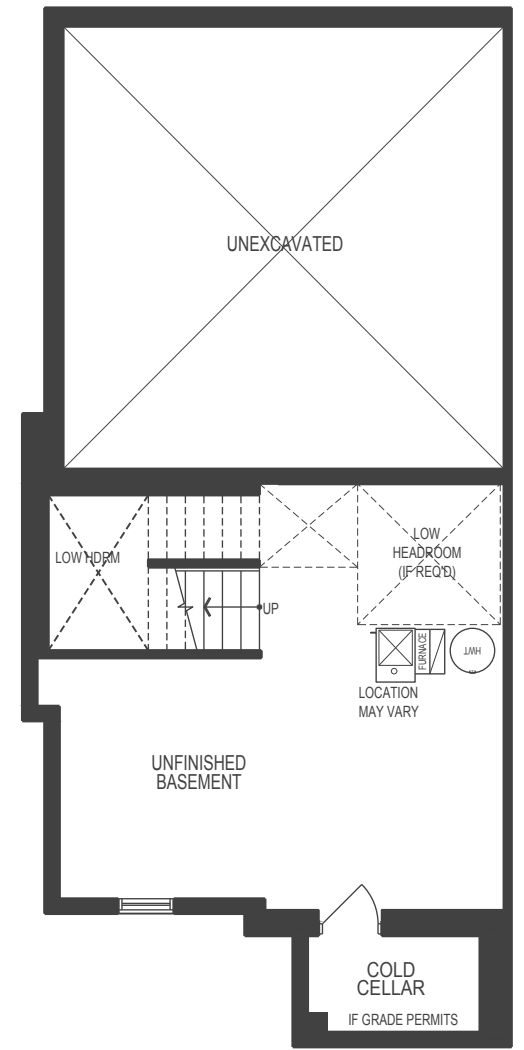 UNEXCAVATED
LOW HDRM
LOW
HEADROOM
(IF REQ'D)
UP
FURNACE
HWT
LOCATION
MAY VARY
UNFINISHED
BASEMENT
COLD
CELLAR
IF GRADE PERMITS